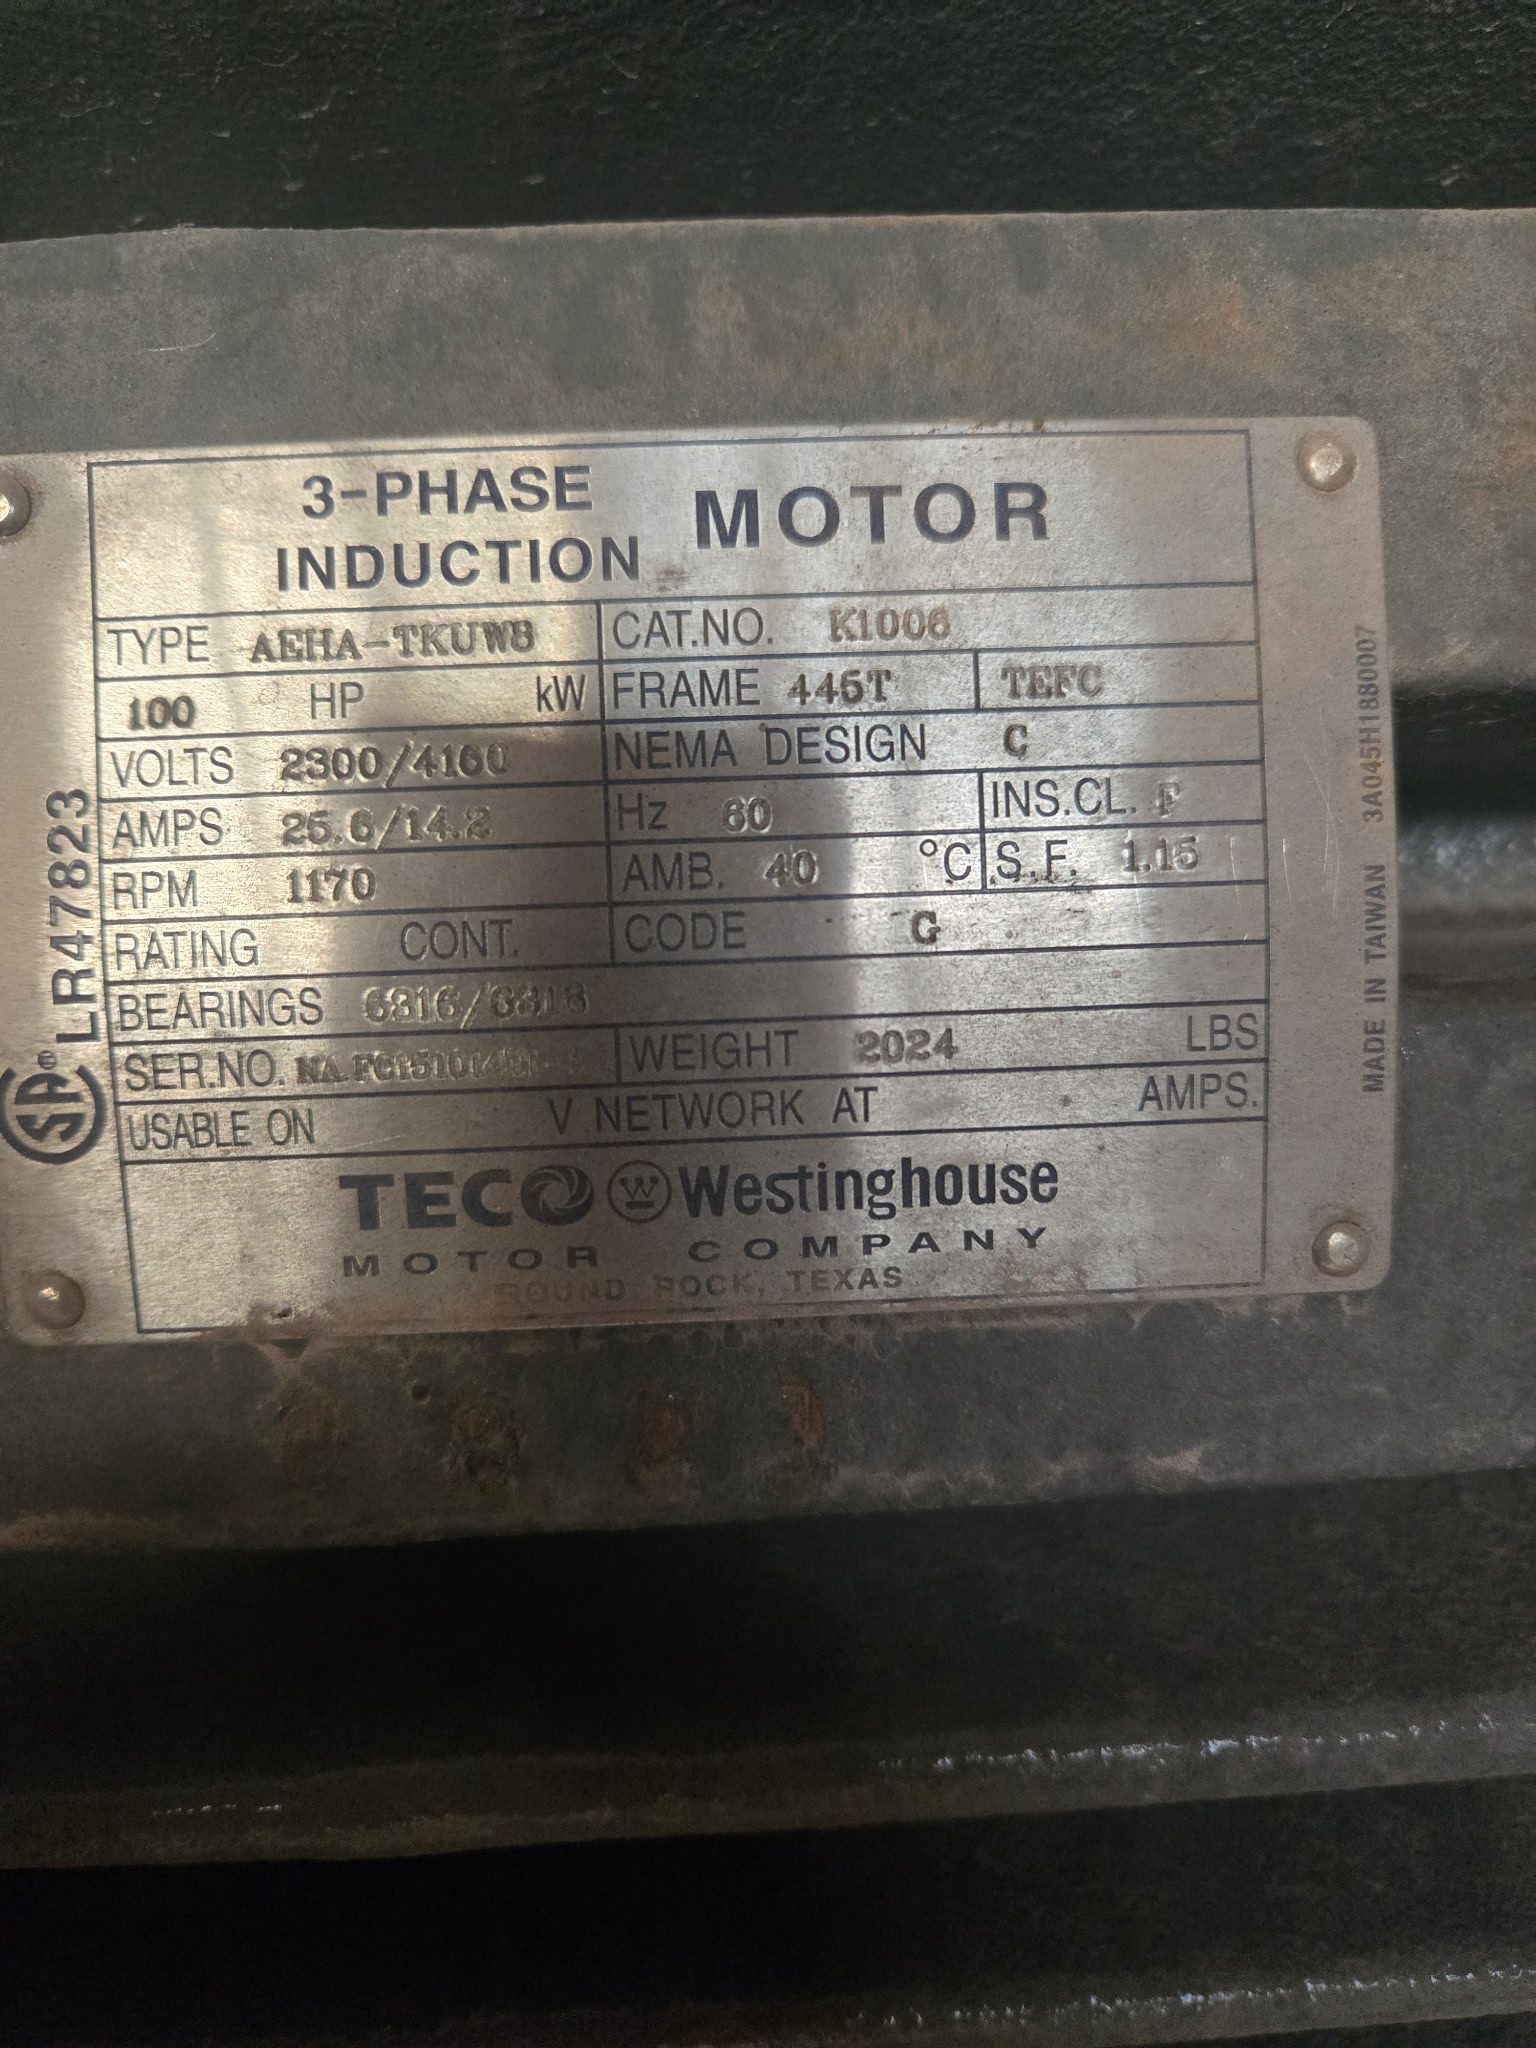 3-PHASE INDUCTION MOTOR
TYPE AEHA-TKUW8 CAT.NO. K1006
100 HP kW FRAME 445T TEFC
VOLTS 2300/4160 NEMA DESIGN C
AMPS 25.6/14.2 Hz 60 INS.CL. F
RPM 1170 AMB. 40 °C S.F. 1.15
RATING CONT. CODE G
BEARINGS 6316/6318
SER.NO. WEIGHT 2024 LBS
USABLE ON V NETWORK AT AMPS.
TECO Westinghouse
MOTOR COMPANY
ROUND ROCK, TEXAS
SA® LR47823
MADE IN TAIWAN 3A045H1880007